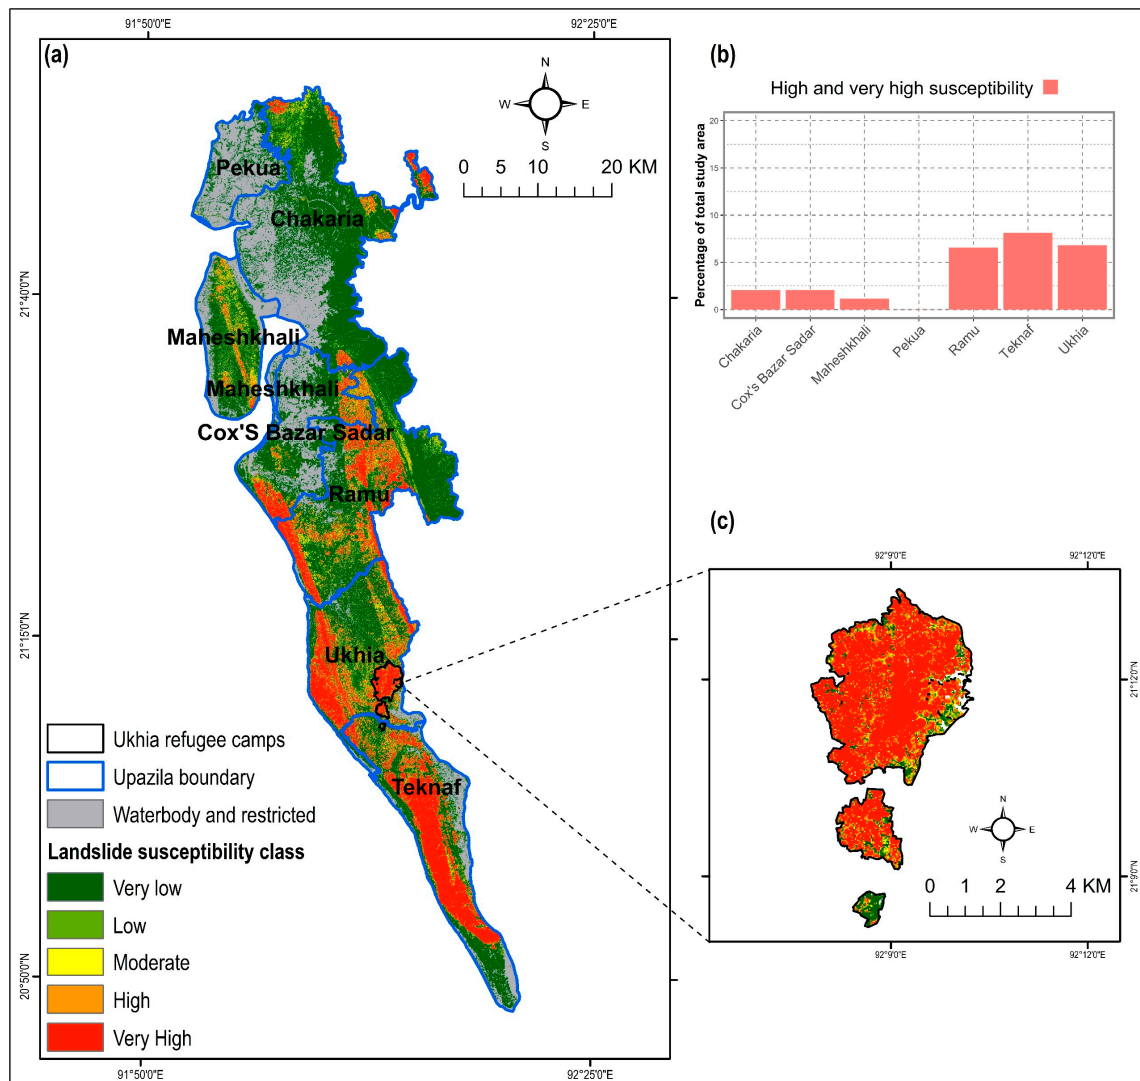 91°50'0"E
92°25'0"E
(a)
N
W
E
S
0 5 10 20 KM
Pekua
Chakaria
21°40'0"N
Maheshkhali
Maheshkhali
Cox'S Bazar Sadar
Ramu
21°15'0"N
Ukhia
Teknaf
20°50'0"N
Ukhia refugee camps
Upazila boundary
Waterbody and restricted
Landslide susceptibility class
Very low
Low
Moderate
High
Very High
91°50'0"E
92°25'0"E
(b)
High and very high susceptibility
Percentage of total study area
20
15
10
5
0
Chakaria
Cox's Bazar Sadar
Maheshkhali
Pekua
Ramu
Teknaf
Ukhia
(c)
92°9'0"E
92°12'0"E
21°12'0"N
N
W
E
S
21°9'0"N
0 1 2 4 KM
92°9'0"E
92°12'0"E